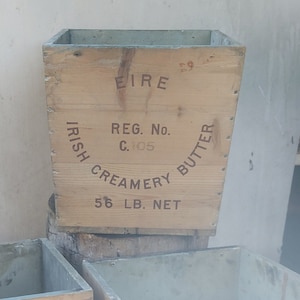 EIRE
REG. No.
C.105
IRISH CREAMERY BUTTER
56 LB. NET